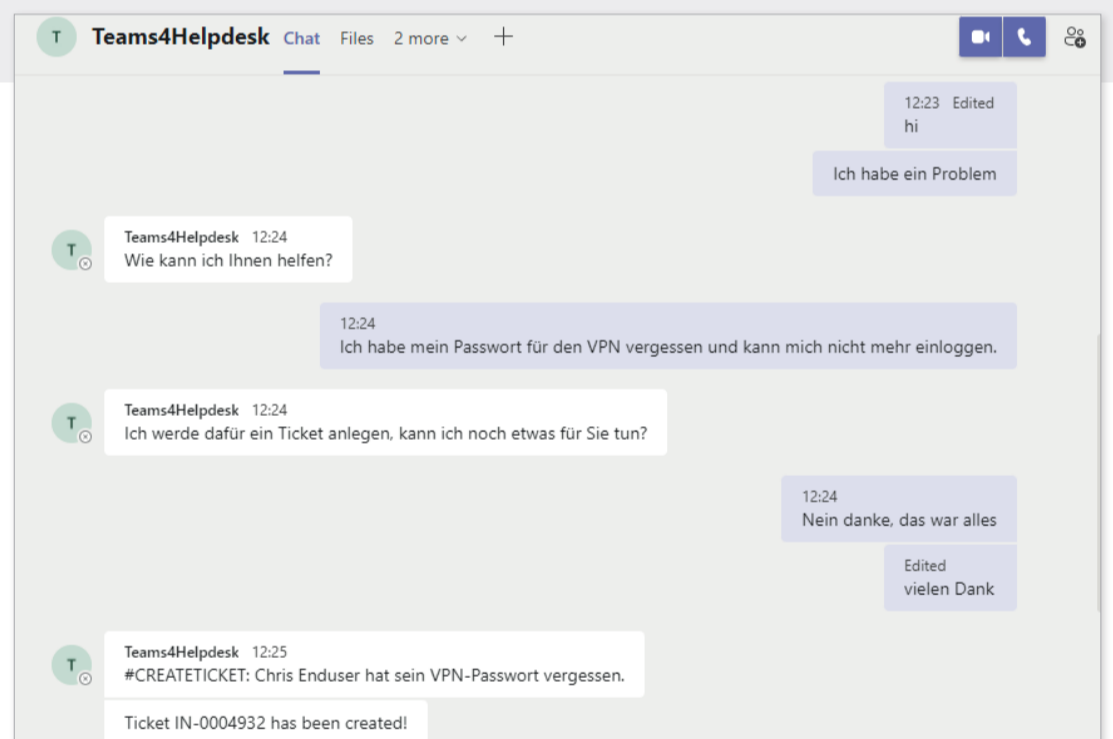 T Teams4Helpdesk Chat Files 2 more
12:23 Edited
hi
Ich habe ein Problem
Teams4Helpdesk 12:24
T
Wie kann ich Ihnen helfen?
12:24
Ich habe mein Passwort für den VPN vergessen und kann mich nicht mehr einloggen.
Teams4Helpdesk 12:24
T
Ich werde dafür ein Ticket anlegen, kann ich noch etwas für Sie tun?
12:24
Nein danke, das war alles
Edited
vielen Dank
Teams4Helpdesk 12:25
T
#CREATETICKET: Chris Enduser hat sein VPN-Passwort vergessen.
Ticket IN-0004932 has been created!